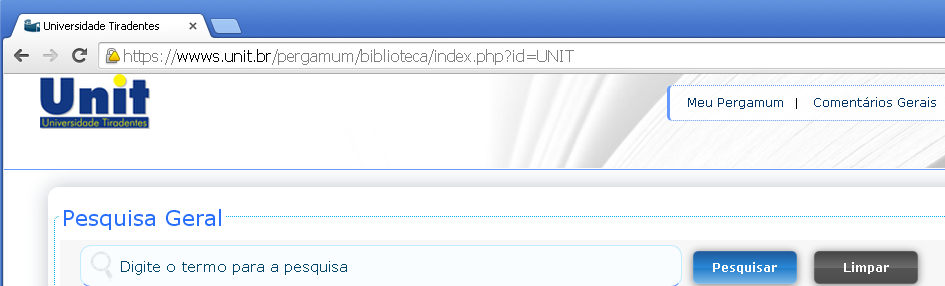 Universidade Tiradentes
https://wwws.unit.br/pergamum/biblioteca/index.php?id=UNIT
Unit
Universidade Tiradentes
Meu Pergamum | Comentários Gerais
Pesquisa Geral
Digite o termo para a pesquisa Pesquisar Limpar